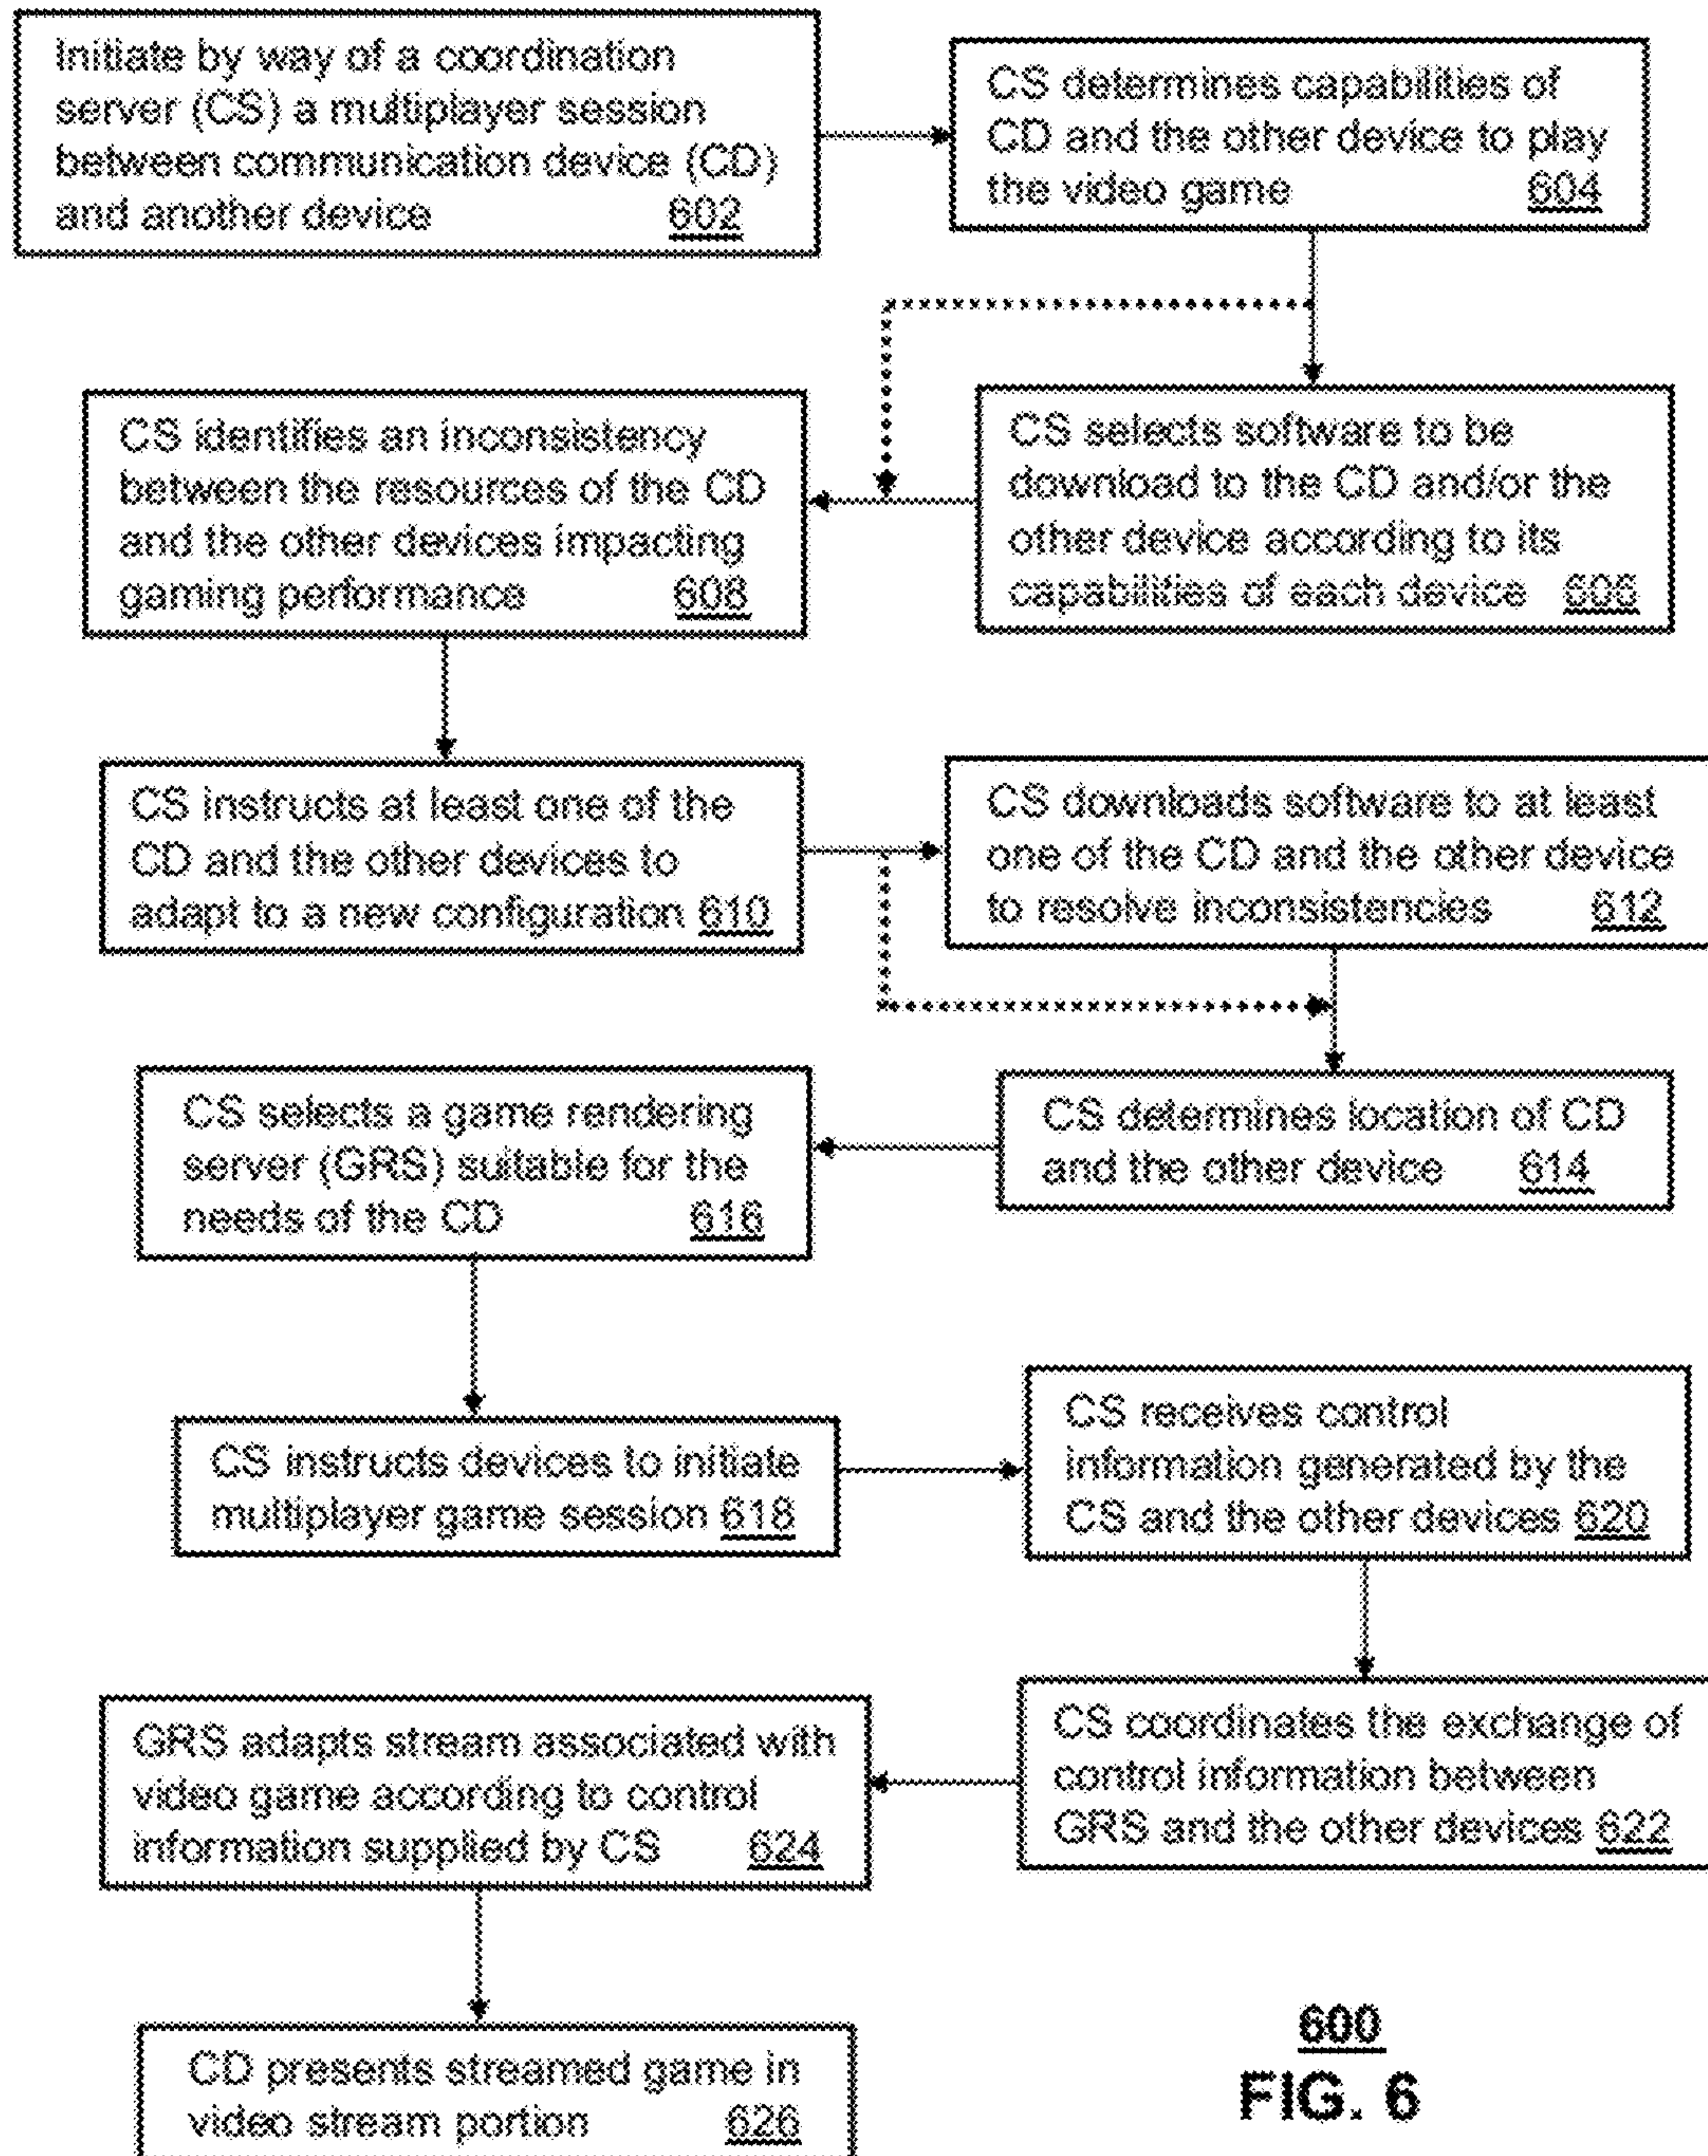 Initiate by way of a coordination
server (CS) a multiplayer session
between communication device (CD)
and another device 602
CS determines capabilities of
CD and the other device to play
the video game 604
CS selects software to be
download to the CD and/or the
other device according to its
capabilities of each device 606
CS identifies an inconsistency
between the resources of the CD
and the other devices impacting
gaming performance 608
CS instructs at least one of the
CD and the other devices to
adapt to a new configuration 610
CS downloads software to at least
one of the CD and the other device
to resolve inconsistencies 612
CS determines location of CD
and the other device 614
CS selects a game rendering
server (GRS) suitable for the
needs of the CD 616
CS instructs devices to initiate
multiplayer game session 618
CS receives control
information generated by the
CS and the other devices 620
CS coordinates the exchange of
control information between
GRS and the other devices 622
GRS adapts stream associated with
video game according to control
information supplied by CS 624
CD presents streamed game in
video stream portion 626
600
FIG. 6